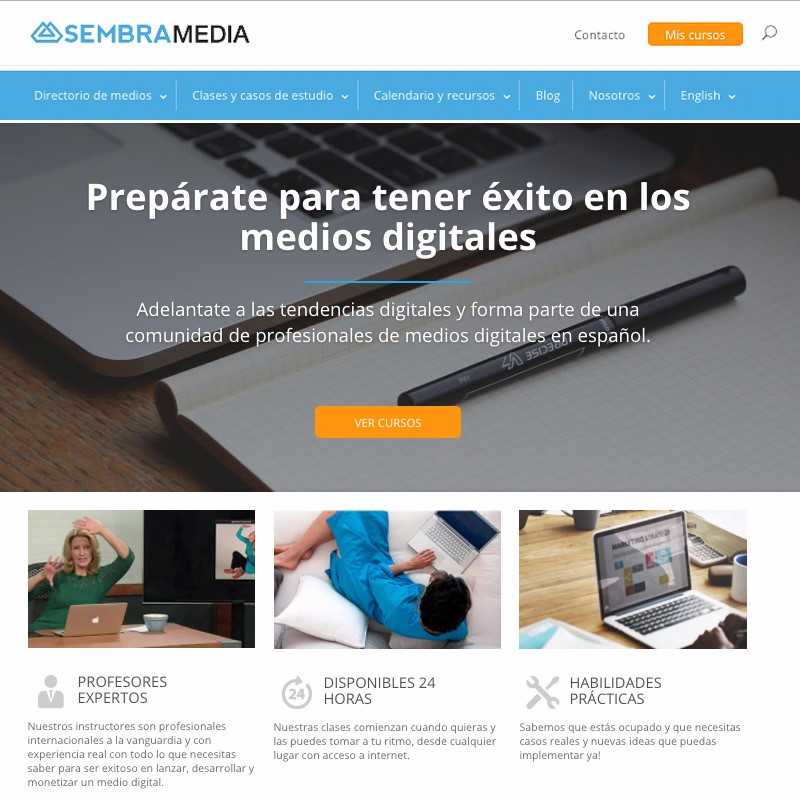 SEMBRAMEDIA
Contacto
Mis cursos
Directorio de medios
Clases y casos de estudio
Calendario y recursos
Blog
Nosotros
English
Prepárate para tener éxito en los
medios digitales
Adelantate a las tendencias digitales y forma parte de una
comunidad de profesionales de medios digitales en español.
PRECISE V5
VER CURSOS
MARKETING STRATEGY
PROFESORES
EXPERTOS
Nuestros instructores son profesionales
internacionales a la vanguardia y con
experiencia real con todo lo que necesitas
saber para ser exitoso en lanzar, desarrollar y
monetizar un medio digital.
24
DISPONIBLES 24
HORAS
Nuestras clases comienzan cuando quieras y
las puedes tomar a tu ritmo, desde cualquier
lugar con acceso a internet.
HABILIDADES
PRÁCTICAS
Sabemos que estás ocupado y que necesitas
casos reales y nuevas ideas que puedas
implementar ya!